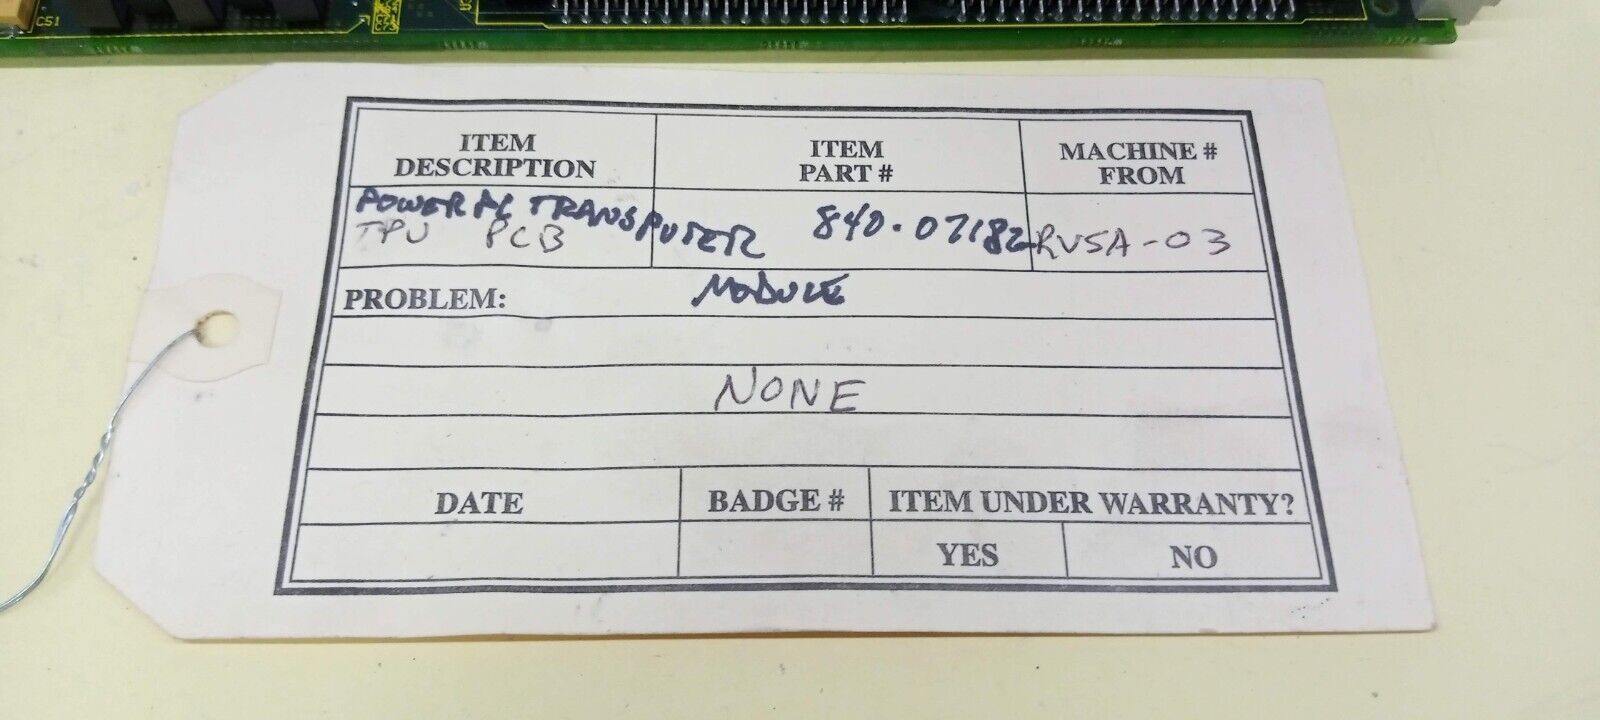 C51
ITEM DESCRIPTION
ITEM PART #
MACHINE # FROM
POWER PC TRANSPUTER
TPU PCB
840-07182
RVSA-03
PROBLEM:
MODULE
NONE
DATE
BADGE #
ITEM UNDER WARRANTY?
YES
NO